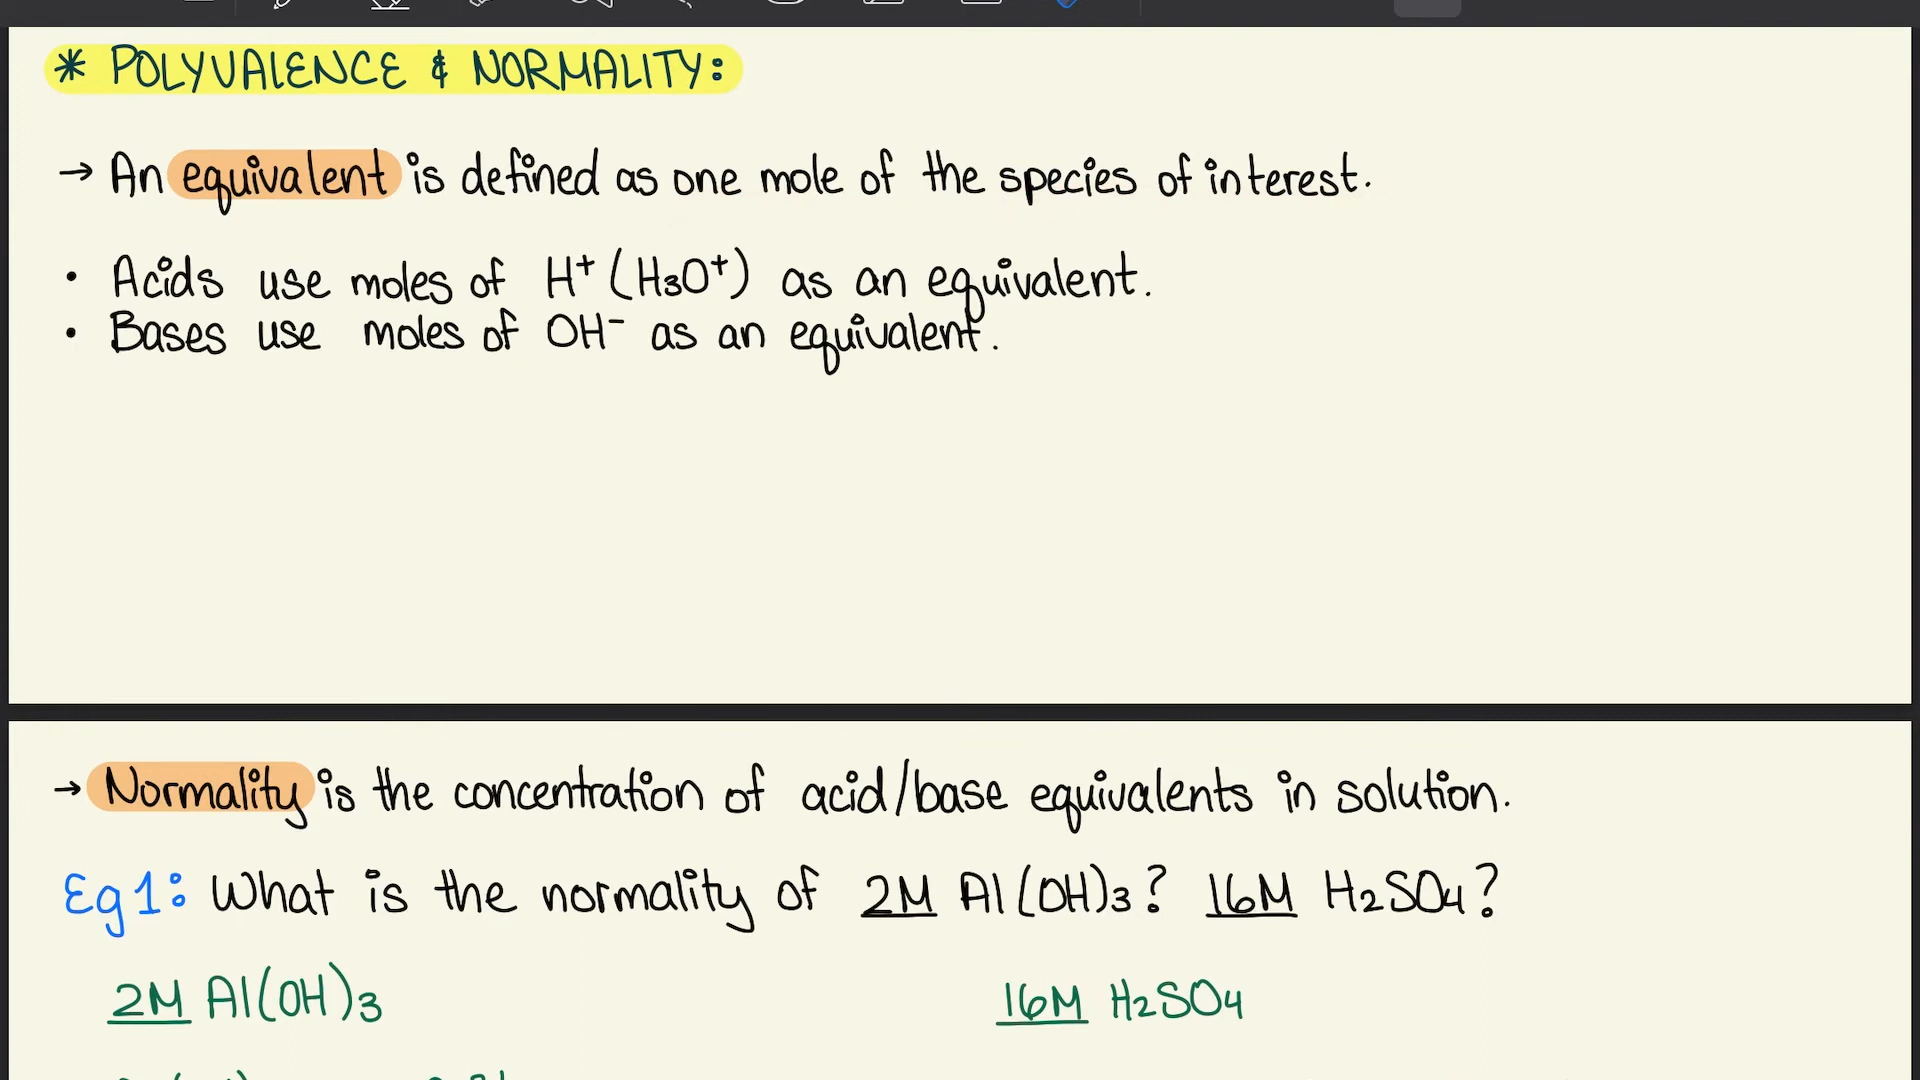 * POLYVALENCE & NORMALITY:
→ An equivalent is defined as one mole of the species of interest.
• Acids use moles of H⁺ (H₃O⁺) as an equivalent.
• Bases use moles of OH⁻ as an equivalent.
→ Normality is the concentration of acid/base equivalents in solution.
Eg 1: What is the normality of 2M Al(OH)₃? 16M H₂SO₄?
2M Al(OH)₃
16M H₂SO₄